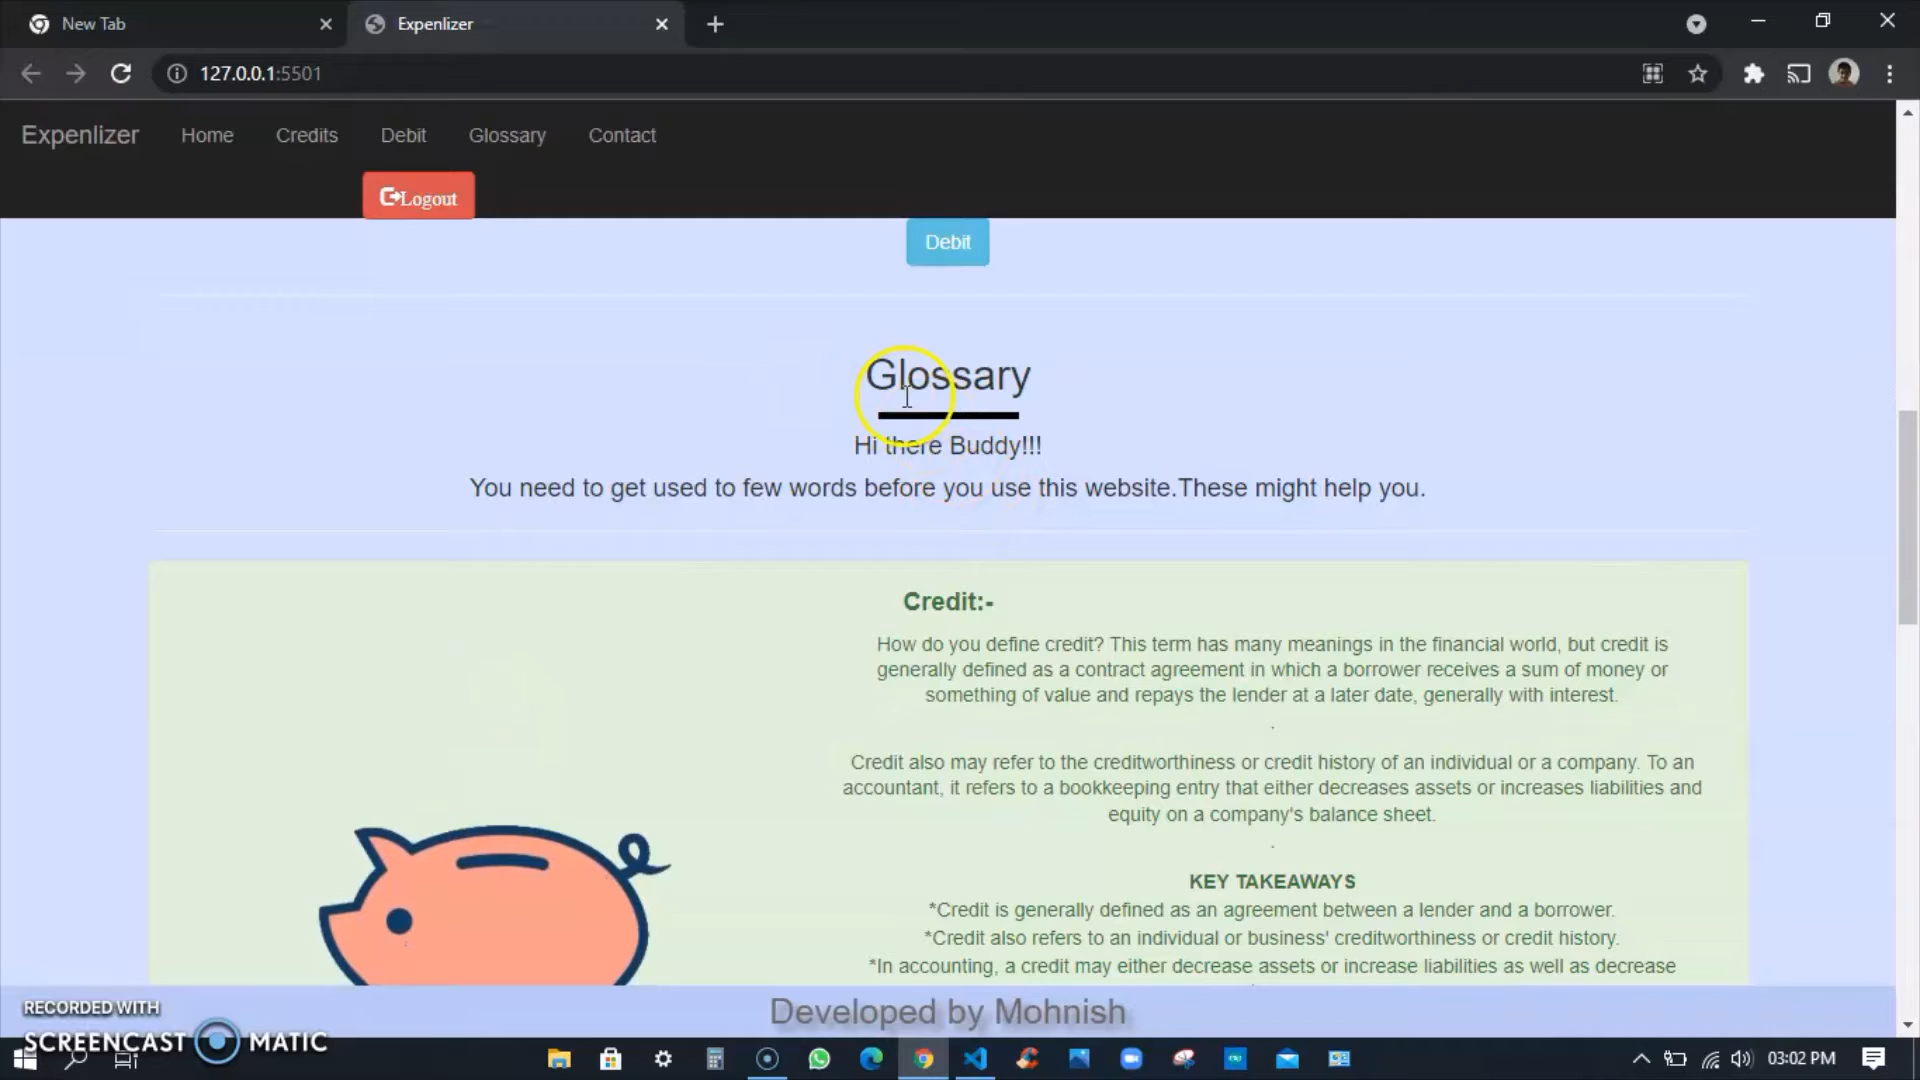 New Tab
Expenlizer
127.0.0.1:5501
Expenlizer Home Credits Debit Glossary Contact
Logout
Debit
Glossary
Hi there Buddy!!!
You need to get used to few words before you use this website.These might help you.
Credit:-
How do you define credit? This term has many meanings in the financial world, but credit is
generally defined as a contract agreement in which a borrower receives a sum of money or
something of value and repays the lender at a later date, generally with interest.
.
Credit also may refer to the creditworthiness or credit history of an individual or a company. To an
accountant, it refers to a bookkeeping entry that either decreases assets or increases liabilities and
equity on a company's balance sheet.
.
KEY TAKEAWAYS
*Credit is generally defined as an agreement between a lender and a borrower.
*Credit also refers to an individual or business' creditworthiness or credit history.
*In accounting, a credit may either decrease assets or increase liabilities as well as decrease
Developed by Mohnish
RECORDED WITH
SCREENCAST MATIC
03:02 PM